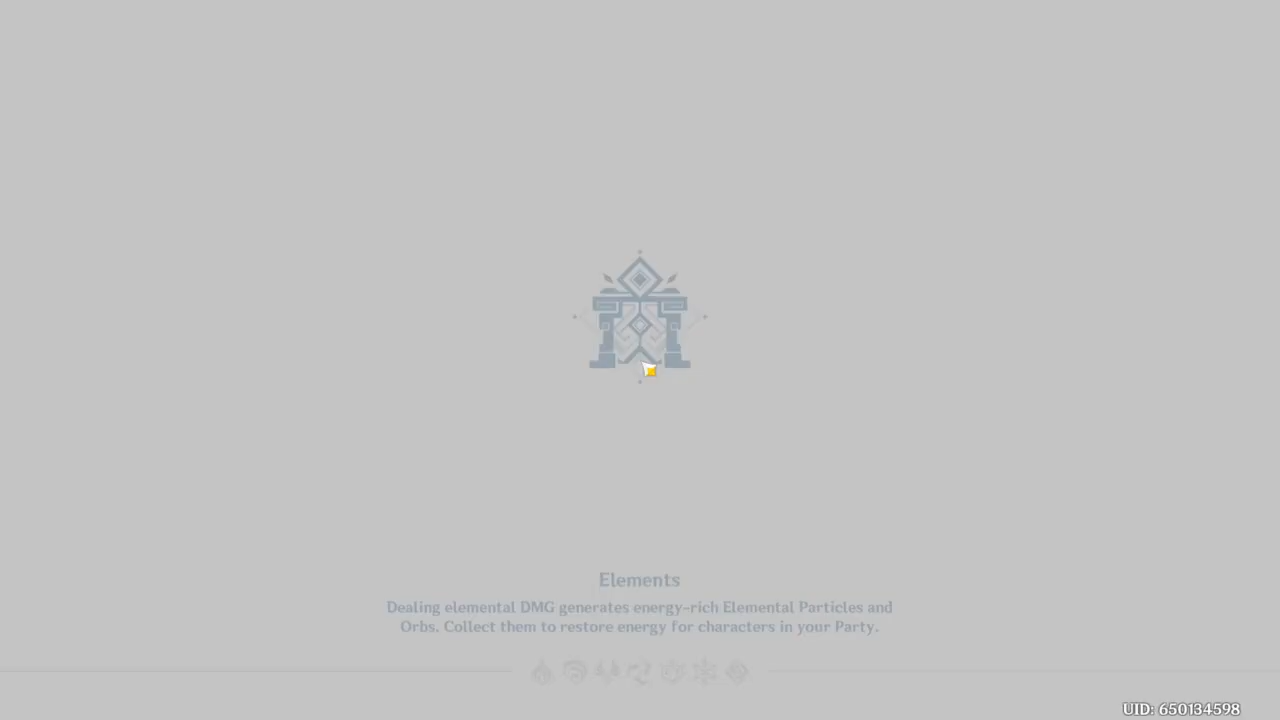 Elements
Dealing elemental DMG generates energy-rich Elemental Particles and
Orbs. Collect them to restore energy for characters in your Party.
UID: 650134598